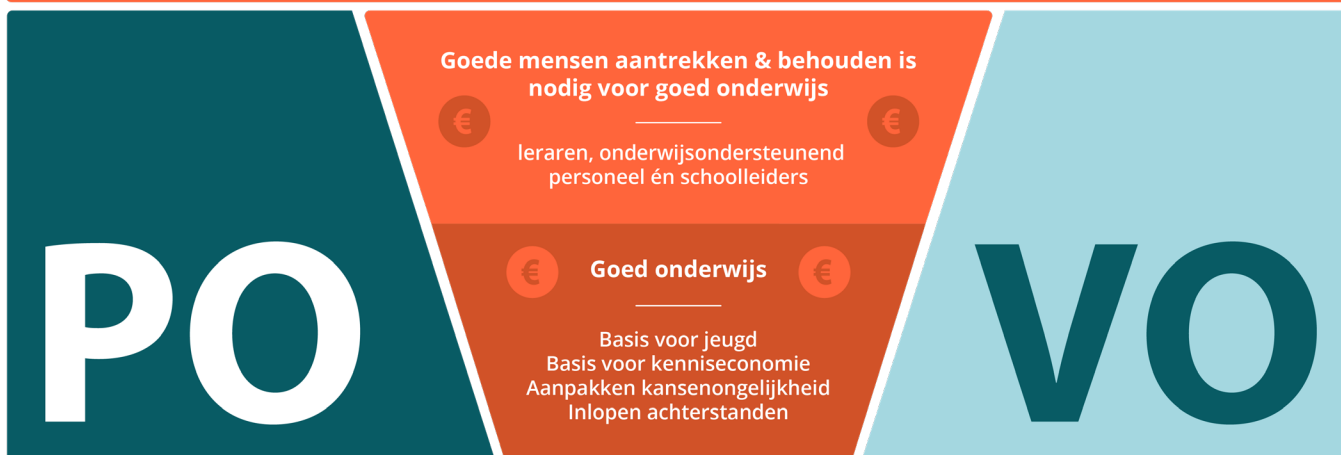 Goede mensen aantrekken & behouden is
nodig voor goed onderwijs
€
€
leraren, onderwijsondersteunend
personeel én schoolleiders
PO
€
Goed onderwijs
€
Basis voor jeugd
Basis voor kenniseconomie
Aanpakken kansenongelijkheid
Inlopen achterstanden
VO